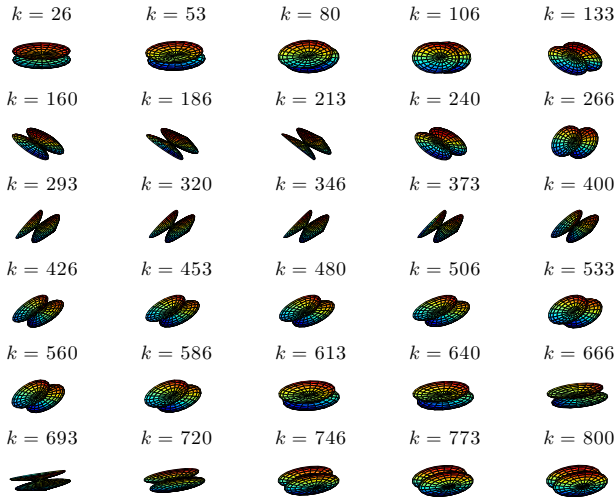 k = 26 k = 53 k = 80 k = 106 k = 133
k = 160 k = 186 k = 213 k = 240 k = 266
k = 293 k = 320 k = 346 k = 373 k = 400
k = 426 k = 453 k = 480 k = 506 k = 533
k = 560 k = 586 k = 613 k = 640 k = 666
k = 693 k = 720 k = 746 k = 773 k = 800